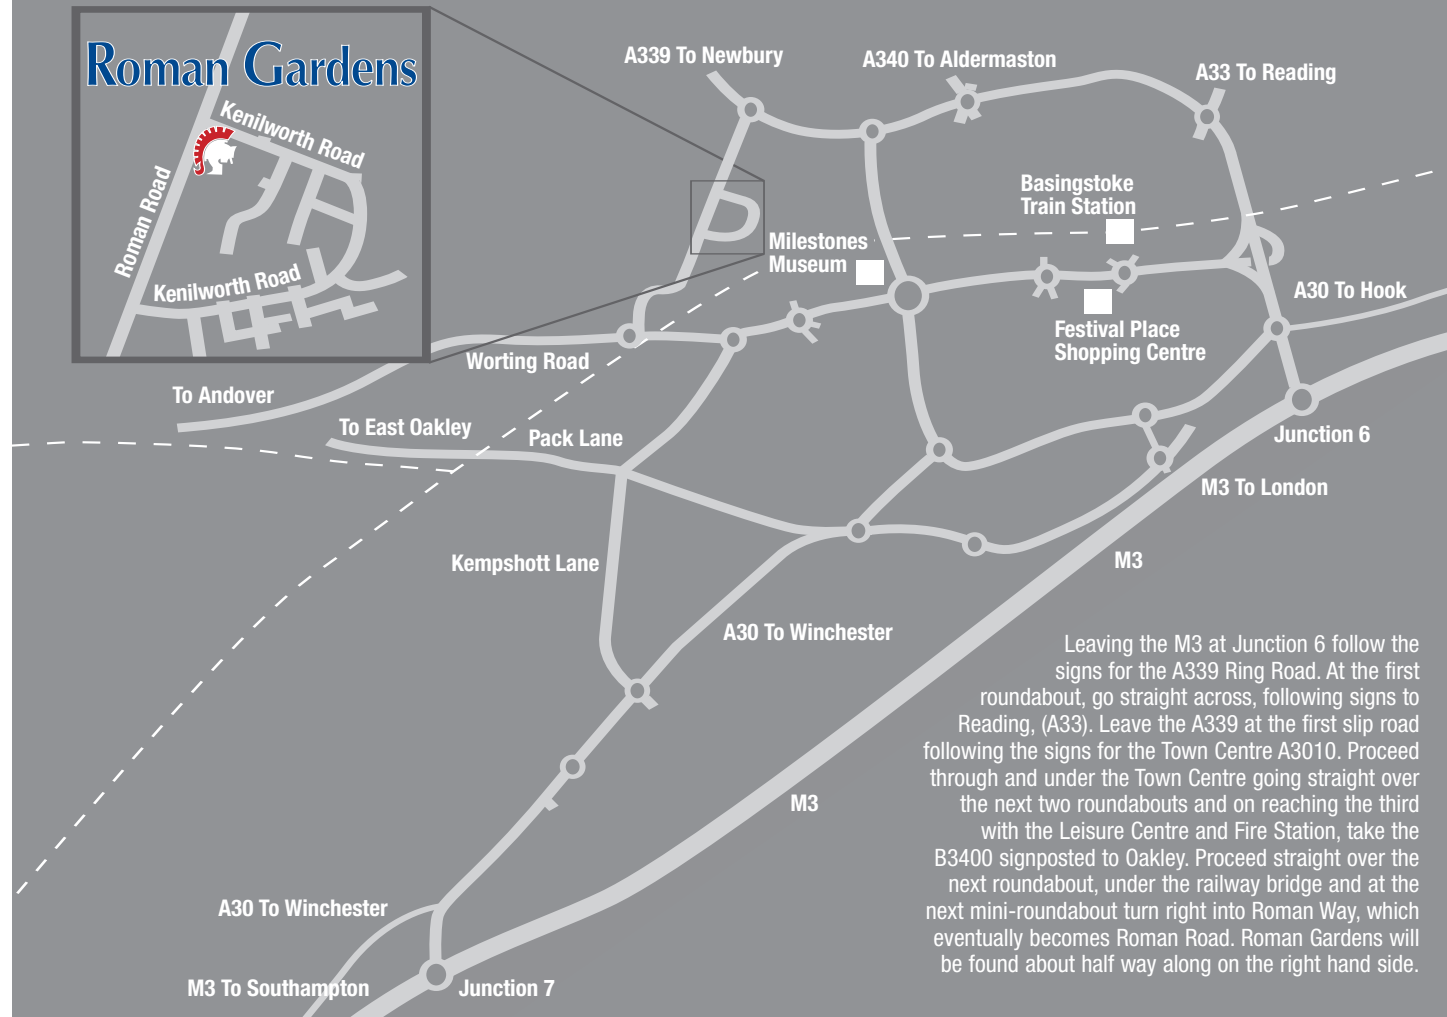 Roman Gardens
Kenilworth Road
Roman Road
Kenilworth Road
A339 To Newbury
A340 To Aldermaston
A33 To Reading
Basingstoke
Train Station
Milestones
Museum
Festival Place
Shopping Centre
A30 To Hook
Worting Road
To Andover
To East Oakley
Pack Lane
Junction 6
M3 To London
Kempshott Lane
M3
A30 To Winchester
M3
A30 To Winchester
M3 To Southampton
Junction 7
Leaving the M3 at Junction 6 follow the
signs for the A339 Ring Road. At the first
roundabout, go straight across, following signs to
Reading, (A33). Leave the A339 at the first slip road
following the signs for the Town Centre A3010. Proceed
through and under the Town Centre going straight over
the next two roundabouts and on reaching the third
with the Leisure Centre and Fire Station, take the
B3400 signposted to Oakley. Proceed straight over the
next roundabout, under the railway bridge and at the
next mini-roundabout turn right into Roman Way, which
eventually becomes Roman Road. Roman Gardens will
be found about half way along on the right hand side.